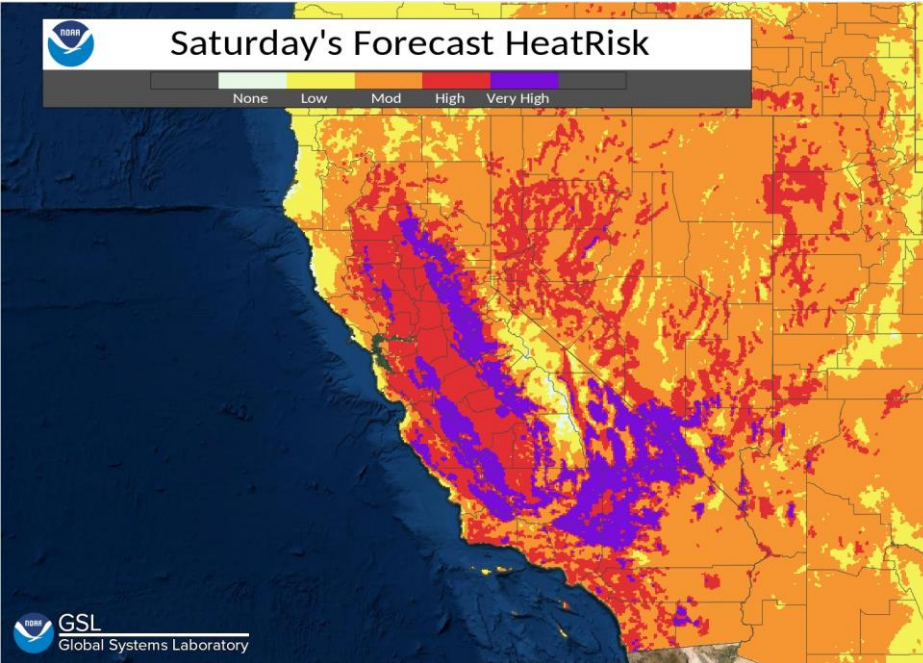 NOAA
Saturday's Forecast HeatRisk
None Low Mod High Very High
NOAA
GSL
Global Systems Laboratory